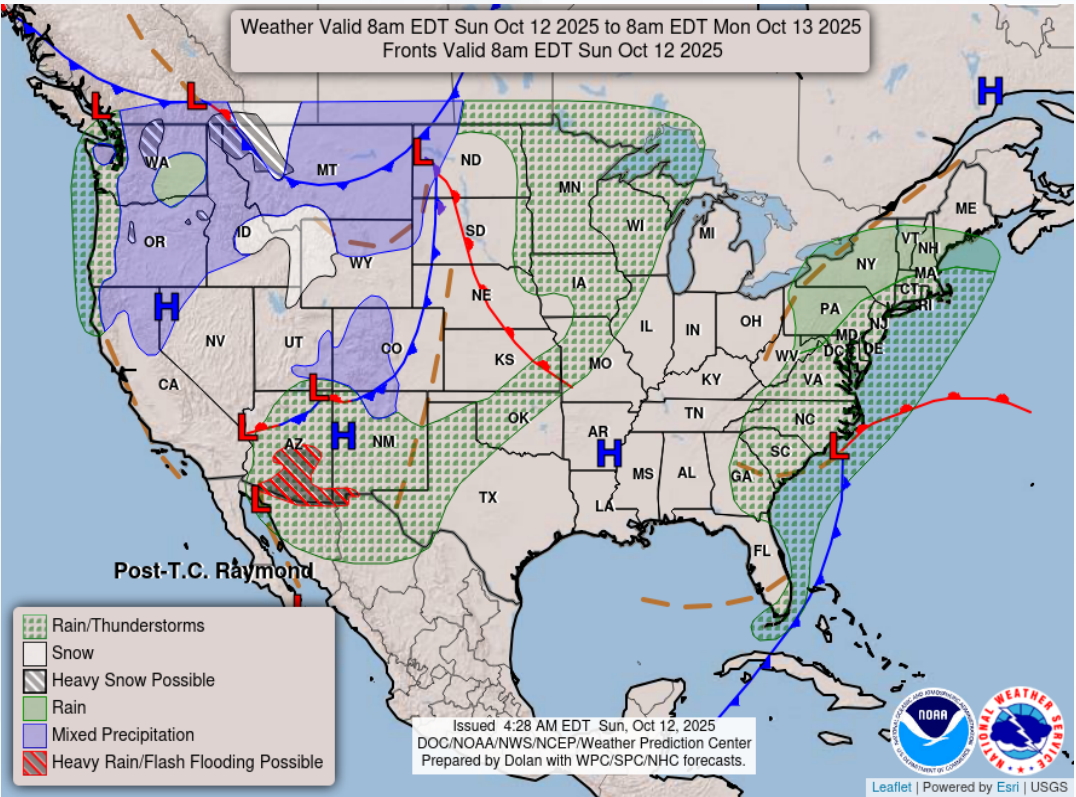 Weather Valid 8am EDT Sun Oct 12 2025 to 8am EDT Mon Oct 13 2025
Fronts Valid 8am EDT Sun Oct 12 2025
H
L
L
WA
MT
L
ND
MN
ME
VT
NH
OR
ID
SD
WI
MI
NY
MA
CT
RI
WY
IA
PA
H
NE
NJ
NV
UT
CO
IL
IN
OH
MD
DE
DC
WV
KS
MO
VA
CA
KY
L
L
AZ
H
NM
OK
TN
NC
AR
H
SC
L
MS
AL
GA
L
TX
LA
FL
Post-T.C. Raymond
L
Rain/Thunderstorms
Snow
Heavy Snow Possible
Rain
Mixed Precipitation
Heavy Rain/Flash Flooding Possible
Issued 4:28 AM EDT Sun, Oct 12, 2025
DOC/NOAA/NWS/NCEP/Weather Prediction Center
Prepared by Dolan with WPC/SPC/NHC forecasts.
NOAA
NATIONAL WEATHER SERVICE
Leaflet | Powered by Esri | USGS